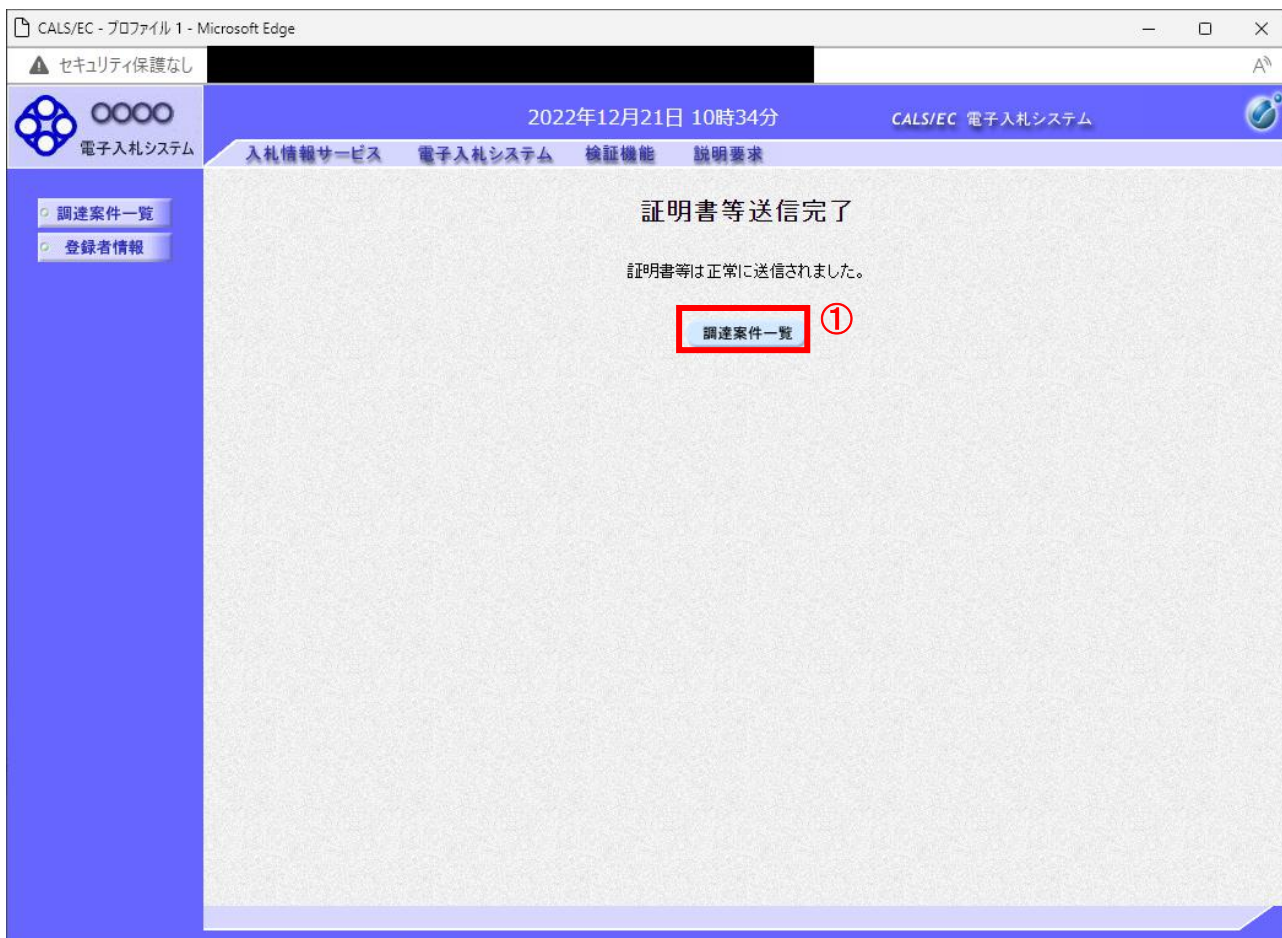 CALS/EC - プロファイル 1 - Microsoft Edge
セキュリティ保護なし
A
〇〇〇〇
電子入札システム
2022年12月21日 10時34分
CALS/EC 電子入札システム
入札情報サービス 電子入札システム 検証機能 説明要求
調達案件一覧
登録者情報
証明書等送信完了
証明書等は正常に送信されました。
調達案件一覧
①